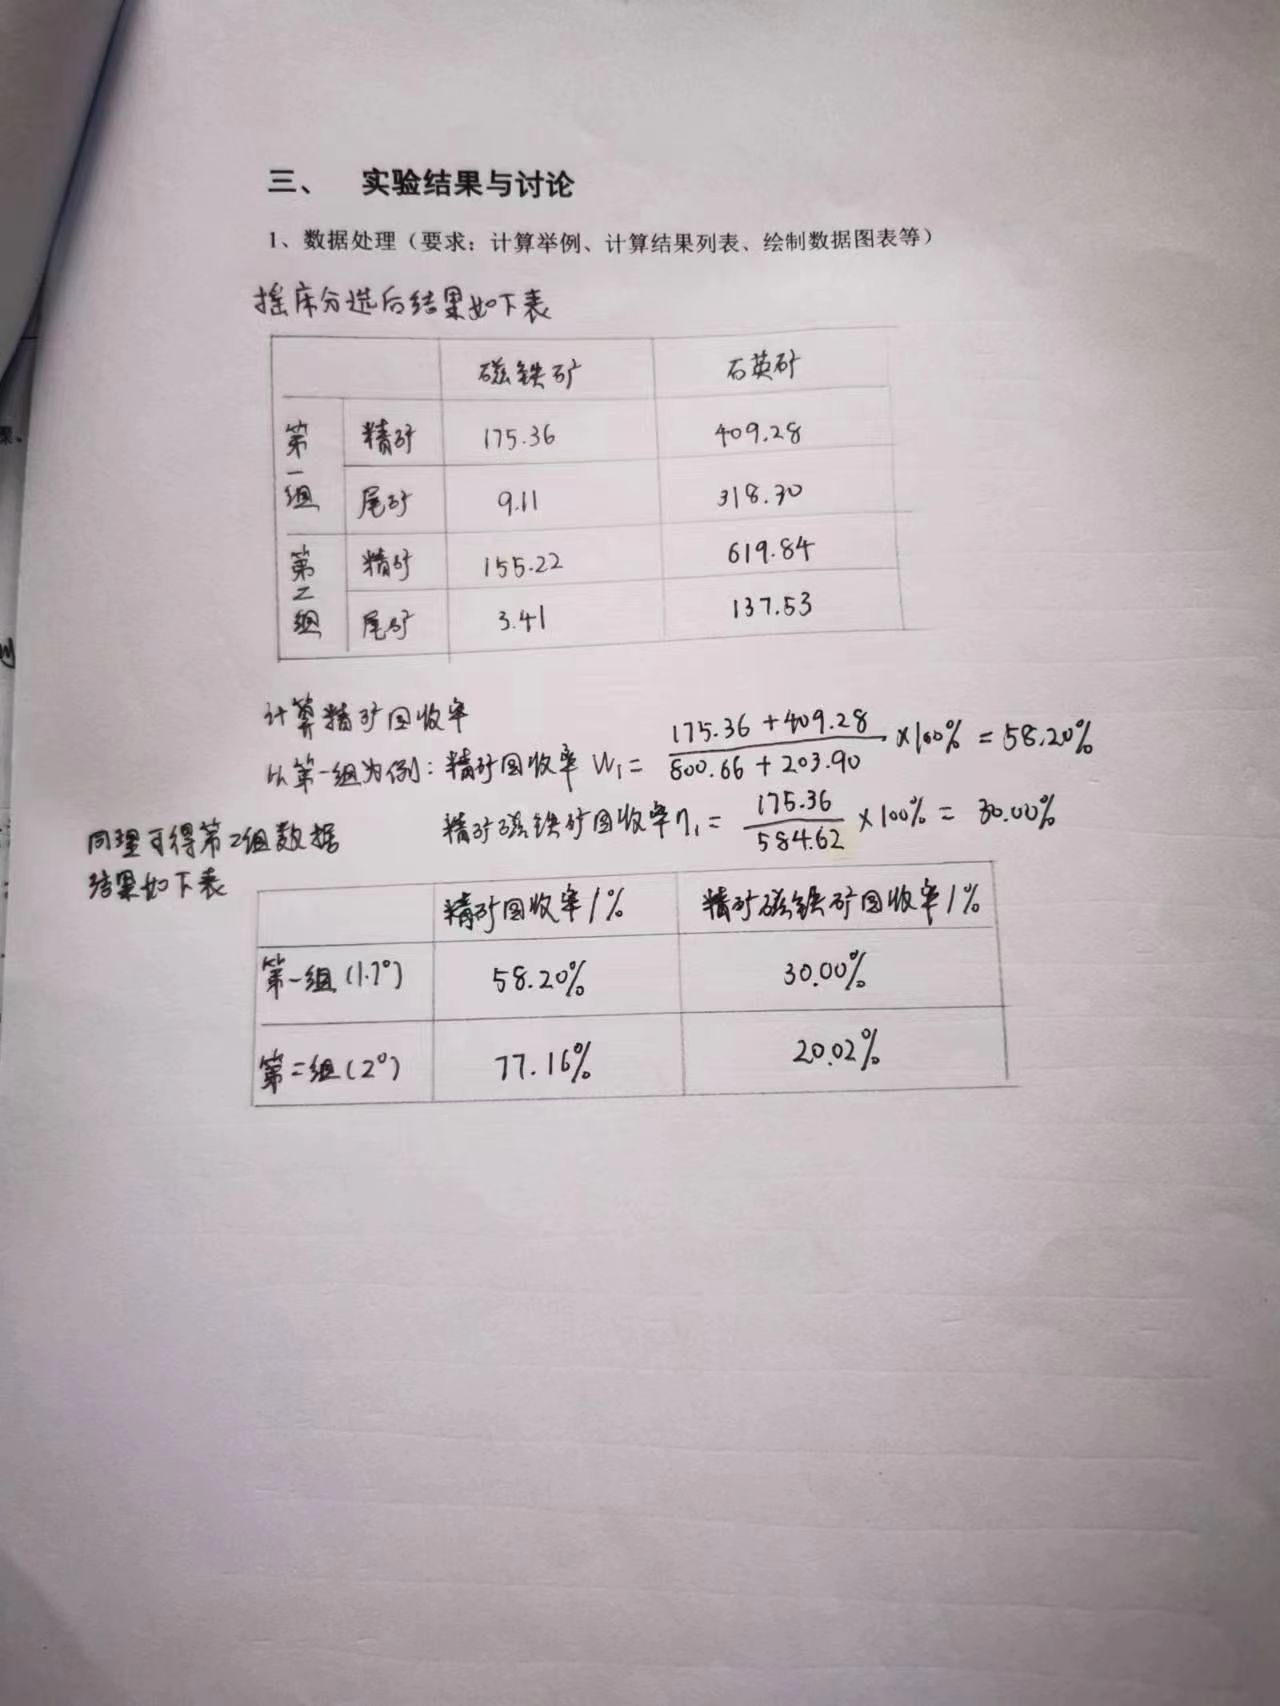 三、 实验结果与讨论
1、数据处理（要求：计算举例、计算结果列表、绘制数据图表等）
摇床分选后结果如下表
磁铁矿 石英矿
第一组 精矿 175.36 409.28
尾矿 9.11 318.30
第二组 精矿 155.22 619.84
尾矿 3.41 137.53
计算精矿回收率
以第一组为例：精矿回收率 W₁ = (175.36 + 409.28) / (800.66 + 203.90) ×100% = 58.20%
精矿磁铁矿回收率η₁ = 175.36 / 584.62 ×100% = 30.00%
同理可得第二组数据
结果如下表
精矿回收率/% 精矿磁铁矿回收率/%
第一组 (1.7°) 58.20% 30.00%
第二组 (2°) 77.16% 20.02%